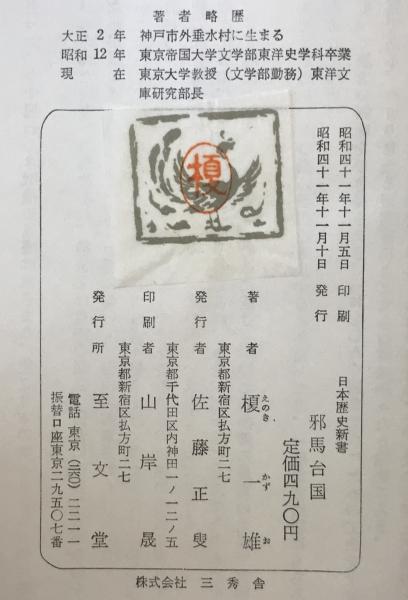 著者略歴
大正2年 神戸市外垂水村に生まる
昭和12年 東京帝国大学文学部東洋史学科卒業
現在 東京大学教授(文学部勤務)東洋文
庫研究部長
榎
昭和四十一年十一月五日 印刷
昭和四十一年十一月十日 発行
日本歴史新書
邪馬台国
定価四九〇円
著者 榎一雄
えのき かず お
東京都新宿区払方町二七
発行者 佐藤正叟
東京都千代田区内神田一ノ一二ノ五
印刷者 山岸晟
東京都新宿区払方町二七
発行所 至文堂
電話 東京(二六〇)二二一一
振替口座東京二九五〇七番
株式会社 三秀舎